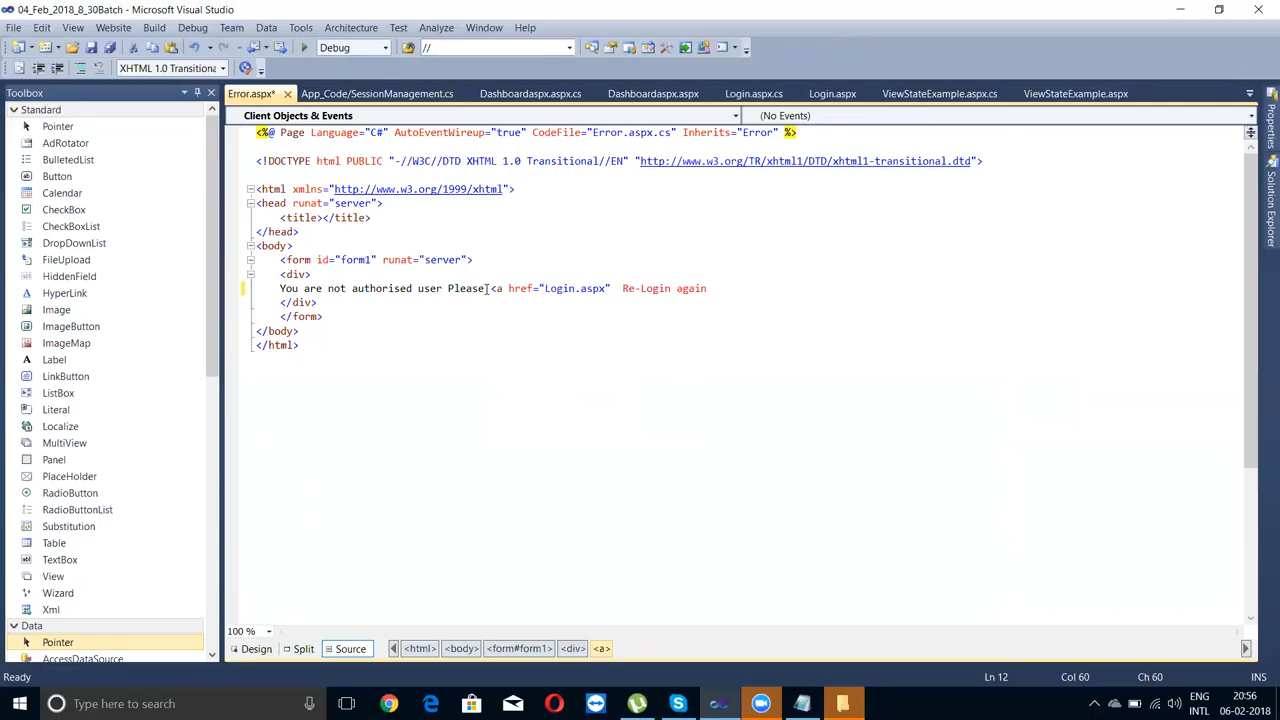 04_Feb_2018_8_30Batch - Microsoft Visual Studio
File Edit View Website Build Debug Team Data Tools Architecture Test Analyze Window Help
Debug //
XHTML 1.0 Transitiona
Toolbox
Error.aspx* App_Code/SessionManagement.cs Dashboardaspx.aspx.cs Dashboardaspx.aspx Login.aspx.cs Login.aspx ViewStateExample.aspx.cs ViewStateExample.aspx
Client Objects & Events (No Events)
Standard
Pointer
AdRotator
BulletedList
Button
Calendar
CheckBox
CheckBoxList
DropDownList
FileUpload
HiddenField
HyperLink
Image
ImageButton
ImageMap
Label
LinkButton
ListBox
Literal
Localize
MultiView
Panel
PlaceHolder
RadioButton
RadioButtonList
Substitution
Table
TextBox
View
Wizard
Xml
Data
Pointer
AccessDataSource
<%@ Page Language="C#" AutoEventWireup="true" CodeFile="Error.aspx.cs" Inherits="Error" %>
<!DOCTYPE html PUBLIC "-//W3C//DTD XHTML 1.0 Transitional//EN" "http://www.w3.org/TR/xhtml1/DTD/xhtml1-transitional.dtd">
<html xmlns="http://www.w3.org/1999/xhtml">
<head runat="server">
<title></title>
</head>
<body>
<form id="form1" runat="server">
<div>
You are not authorised user Please <a href="Login.aspx" Re-Login again
</div>
</form>
</body>
</html>
Properties
Solution Explorer
100 %
Design Split Source <html> <body> <form#form1> <div> <a>
Ready Ln 12 Col 60 Ch 60 INS
Type here to search
ENG
INTL
20:56
06-02-2018